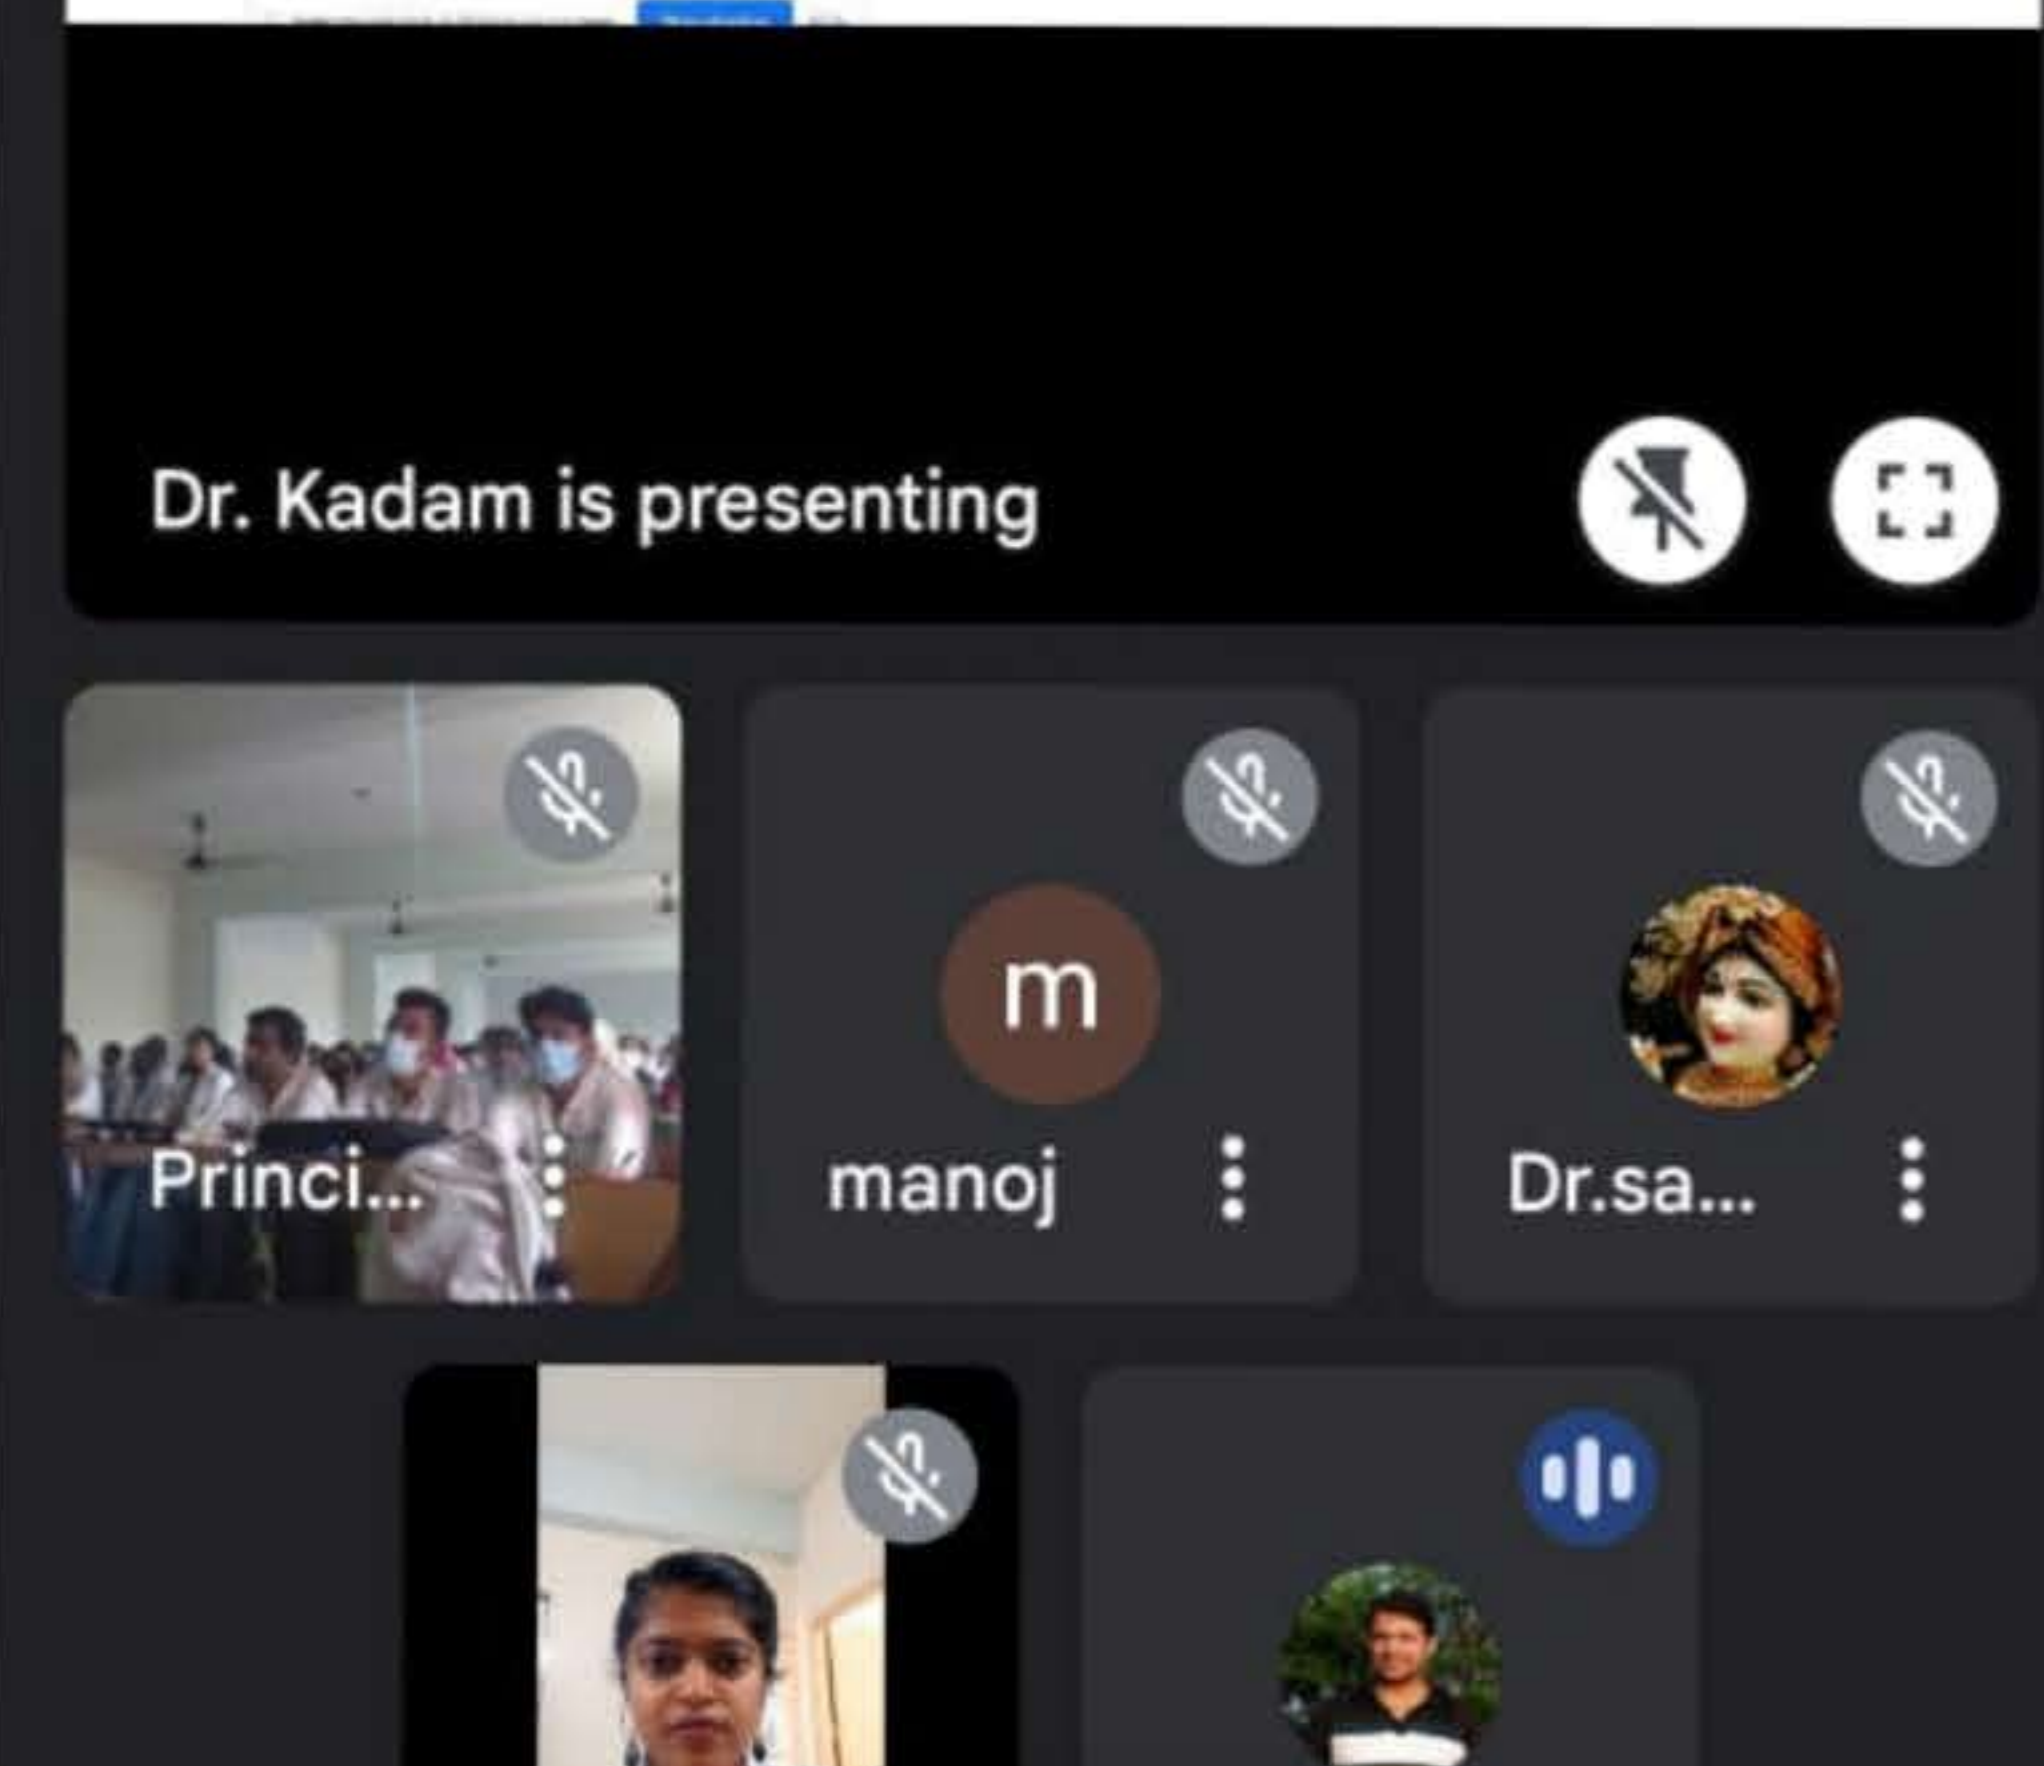 Dr. Kadam is presenting
Princi...
m
manoj
Dr.sa...